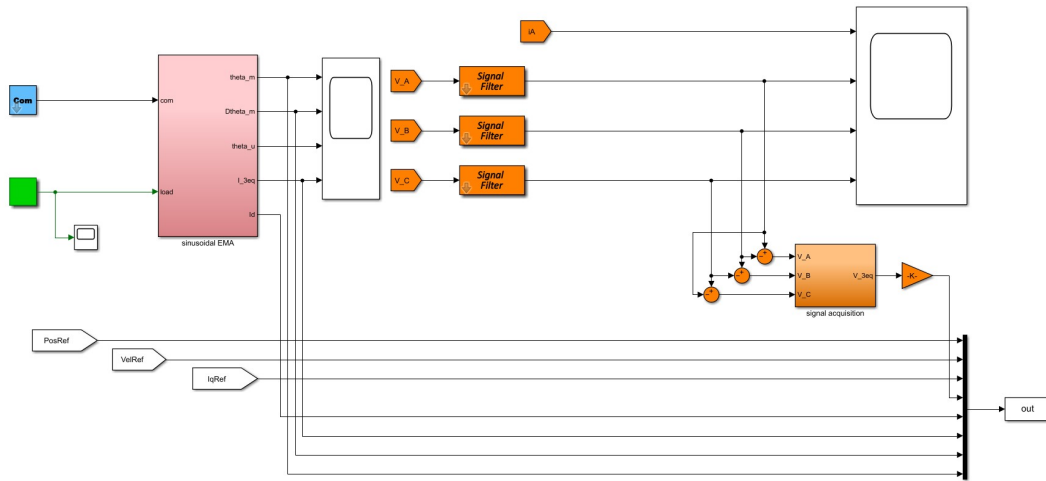 iA
Com
com
theta_m
Dtheta_m
theta_u
I_3eq
Id
load
sinusoidal EMA
V_A
Signal
Filter
V_B
Signal
Filter
V_C
Signal
Filter
V_A
V_B
V_C
V_3eq
signal acquisition
-K-
PosRef
VelRef
IqRef
out